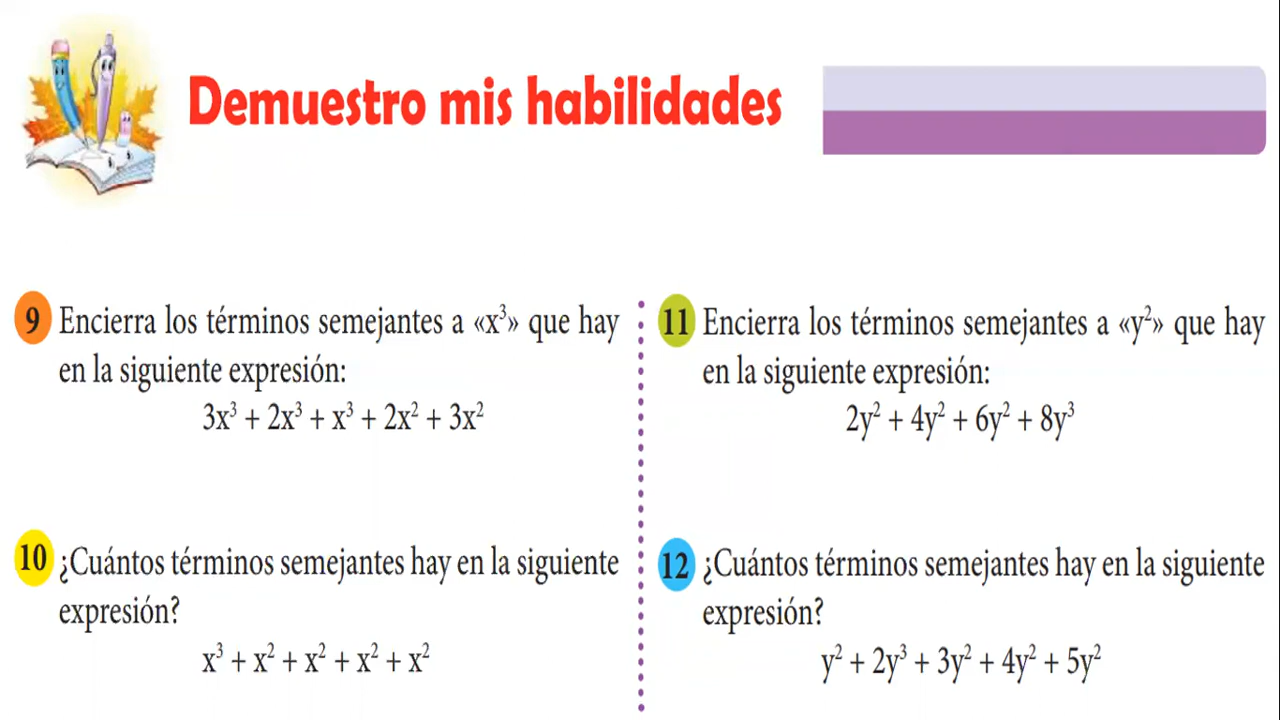 Demuestro mis habilidades
9 Encierra los términos semejantes a «x³» que hay
en la siguiente expresión:
3x³ + 2x³ + x³ + 2x² + 3x²
10 ¿Cuántos términos semejantes hay en la siguiente
expresión?
x³ + x² + x² + x² + x²
11 Encierra los términos semejantes a «y²» que hay
en la siguiente expresión:
2y² + 4y² + 6y² + 8y³
12 ¿Cuántos términos semejantes hay en la siguiente
expresión?
y² + 2y³ + 3y² + 4y² + 5y²